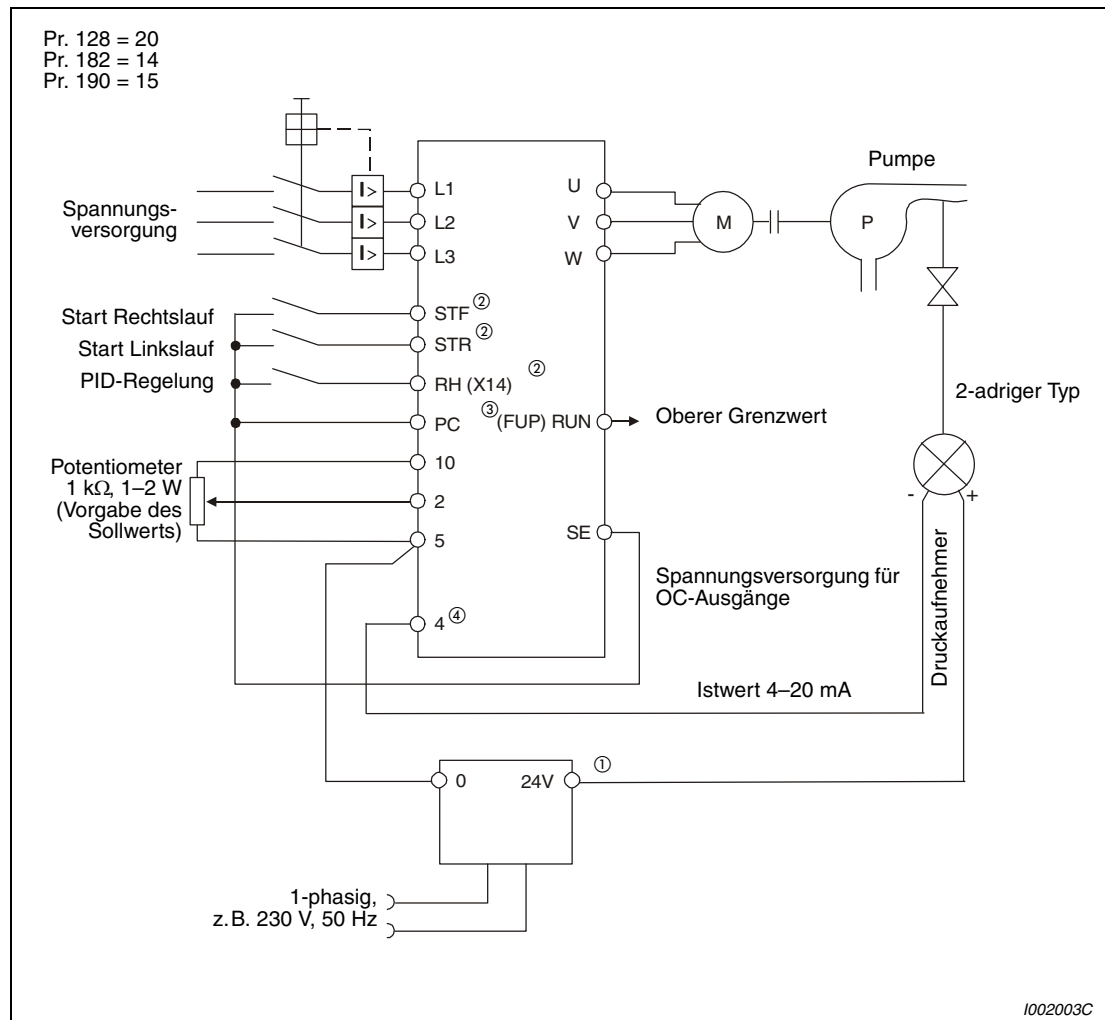 Pr. 128 = 20
Pr. 182 = 14
Pr. 190 = 15
Pumpe
I>
L1
U
Spannungs-
versorgung
I>
L2
V
M
P
I>
L3
W
Start Rechtslauf
STF ②
Start Linkslauf
STR ②
PID-Regelung
RH (X14) ②
2-adriger Typ
PC
③ (FUP) RUN
Oberer Grenzwert
Potentiometer
1 kΩ, 1–2 W
(Vorgabe des
Sollwerts)
10
2
5
- +
SE
Spannungsversorgung für
OC-Ausgänge
Druckaufnehmer
4 ④
Istwert 4–20 mA
0
24V
①
1-phasig,
z.B. 230 V, 50 Hz
I002003C